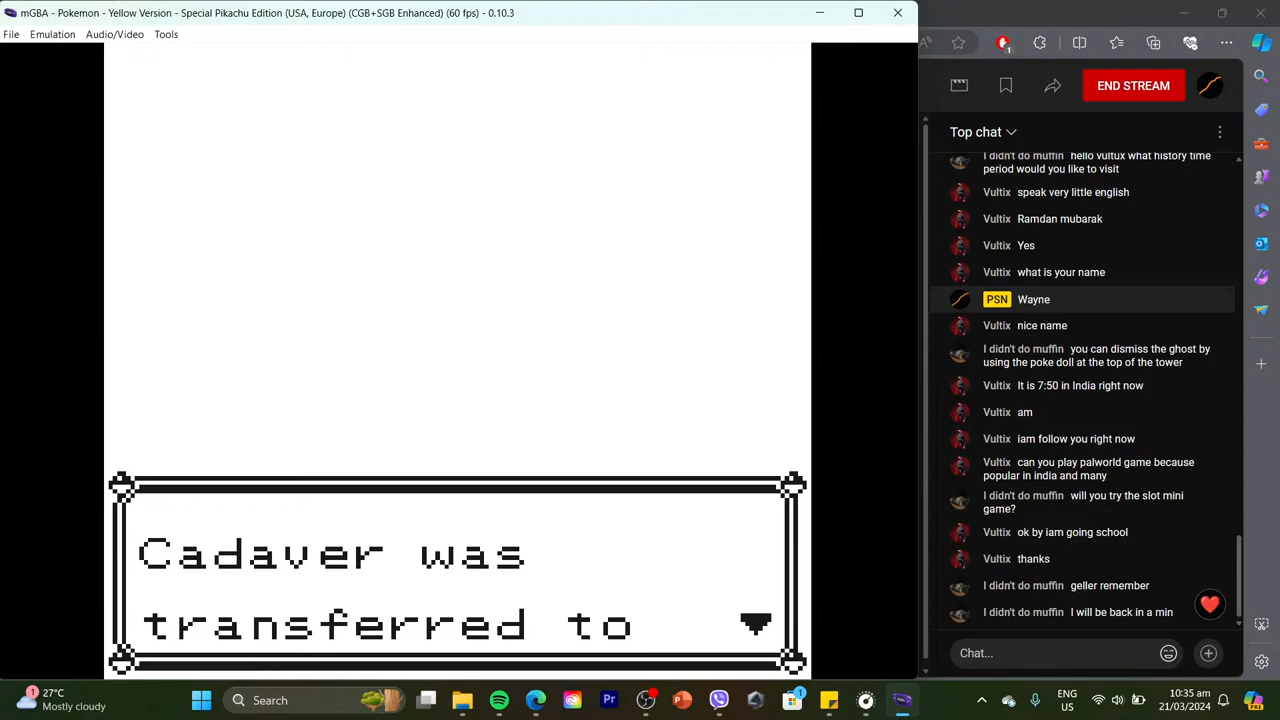 mGBA - Pokemon - Yellow Version - Special Pikachu Edition (USA, Europe) (CGB+SGB Enhanced) (60 fps) - 0.10.3
File Emulation Audio/Video Tools
END STREAM
Top chat
I didn't do muffin hello vultux what history time
period would you like to visit
Vultix speak very little english
Vultix Ramdan mubarak
Vultix Yes
Vultix what is your name
PSN Wayne
Vultix nice name
I didn't do muffin you can dismiss the ghost by
using the poke doll at the top of the tower
Vultix It is 7:50 in India right now
Vultix am
Vultix iam follow you right now
Vultix can you play palworld game because
popular in india and many
I didn't do muffin will you try the slot mini
game?
Vultix ok by iam going school
Vultix thanks
I didn't do muffin geller remember
I didn't do muffin I will be back in a min
Chat...
Cadaver was
transferred to
1
27°C
Mostly cloudy
Search
Pr
1
ENG
US
10:35 am
21/03/2024